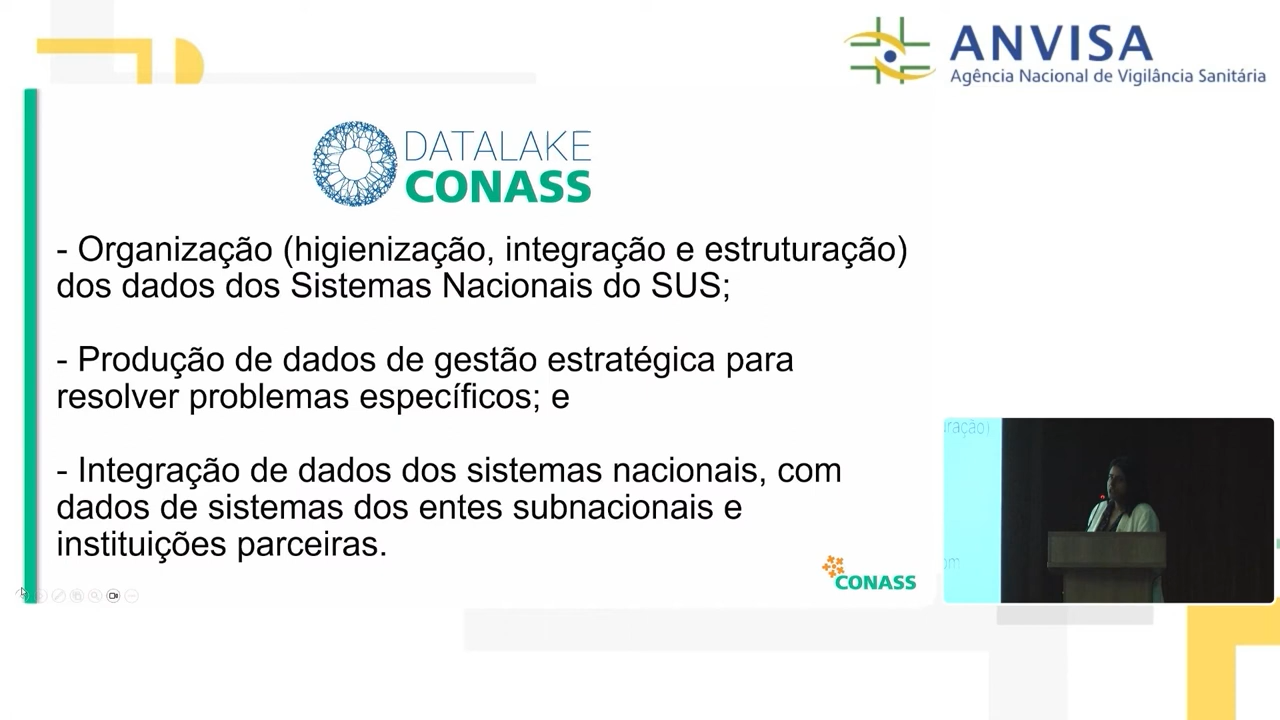 ANVISA
Agência Nacional de Vigilância Sanitária
DATALAKE
CONASS
- Organização (higienização, integração e estruturação)
dos dados dos Sistemas Nacionais do SUS;
- Produção de dados de gestão estratégica para
resolver problemas específicos; e
- Integração de dados dos sistemas nacionais, com
dados de sistemas dos entes subnacionais e
instituições parceiras.
CONASS
uração)
om